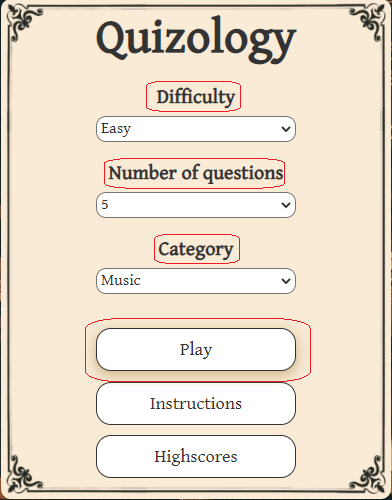 Quizology
Difficulty
Easy
Number of questions
5
Category
Music
Play
Instructions
Highscores